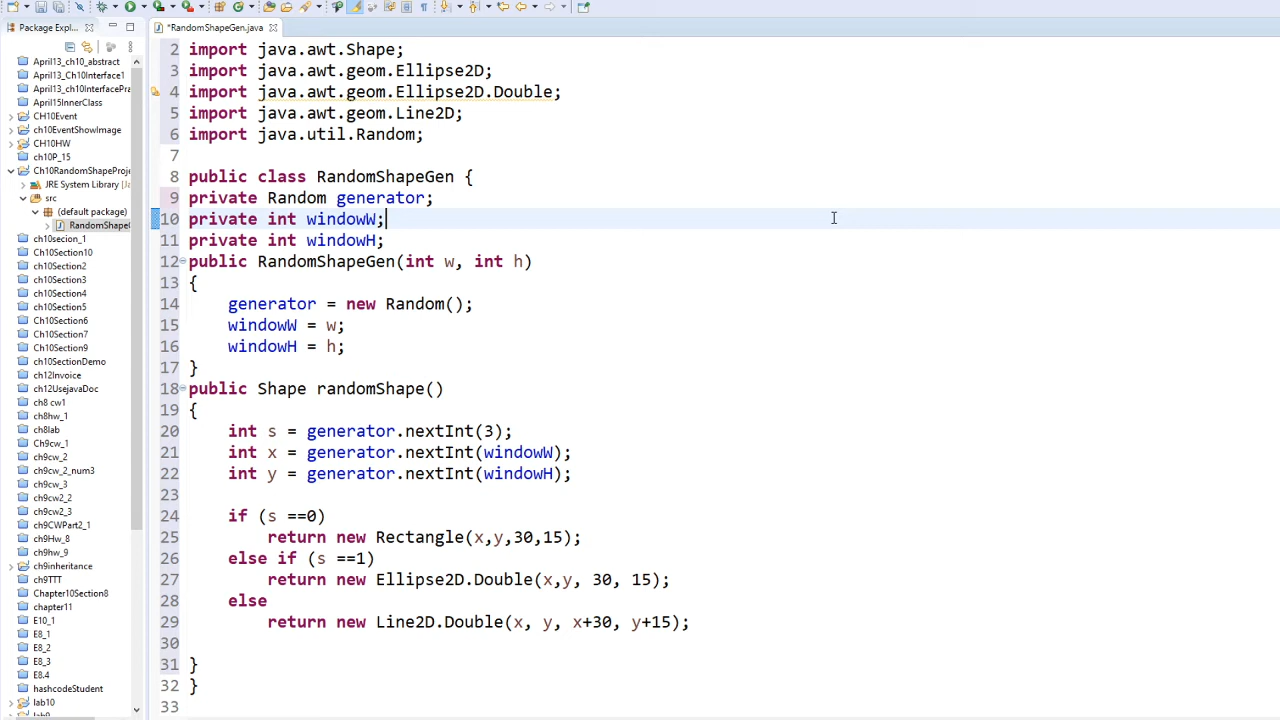 Package Expl...
April13_ch10_abstract
April13_Ch10Interface1
April13_ch10InterfacePra
April13InnerClass
CH10Event
ch10EventShowImage
CH10HW
ch10P_15
Ch10RandomShapeProje
JRE System Library [Ja
src
(default package)
RandomShapeG
ch10secion_1
Ch10Section10
ch10Section2
ch10Section3
ch10Section4
ch10Section5
Ch10Section6
Ch10Section7
Ch10Section9
ch10SectionDemo
ch12Invoice
ch12UsejavaDoc
ch8 cw1
ch8hw_1
ch8lab
Ch9cw_1
ch9cw_2
ch9cw_2_num3
ch9cw_3
ch9cw2_2
ch9cw2_3
ch9CWPart2_1
ch9Hw_8
ch9hw_9
ch9inheritance
ch9TTT
Chapter10Section8
chapter11
E10_1
E8_1
E8_2
E8_3
E8.4
hashcodeStudent
lab10
lab9
*RandomShapeGen.java
2 import java.awt.Shape;
3 import java.awt.geom.Ellipse2D;
4 import java.awt.geom.Ellipse2D.Double;
5 import java.awt.geom.Line2D;
6 import java.util.Random;
7
8 public class RandomShapeGen {
9 private Random generator;
10 private int windowW;
11 private int windowH;
12 public RandomShapeGen(int w, int h)
13 {
14 generator = new Random();
15 windowW = w;
16 windowH = h;
17 }
18 public Shape randomShape()
19 {
20 int s = generator.nextInt(3);
21 int x = generator.nextInt(windowW);
22 int y = generator.nextInt(windowH);
23
24 if (s ==0)
25 return new Rectangle(x,y,30,15);
26 else if (s ==1)
27 return new Ellipse2D.Double(x,y, 30, 15);
28 else
29 return new Line2D.Double(x, y, x+30, y+15);
30
31 }
32 }
33